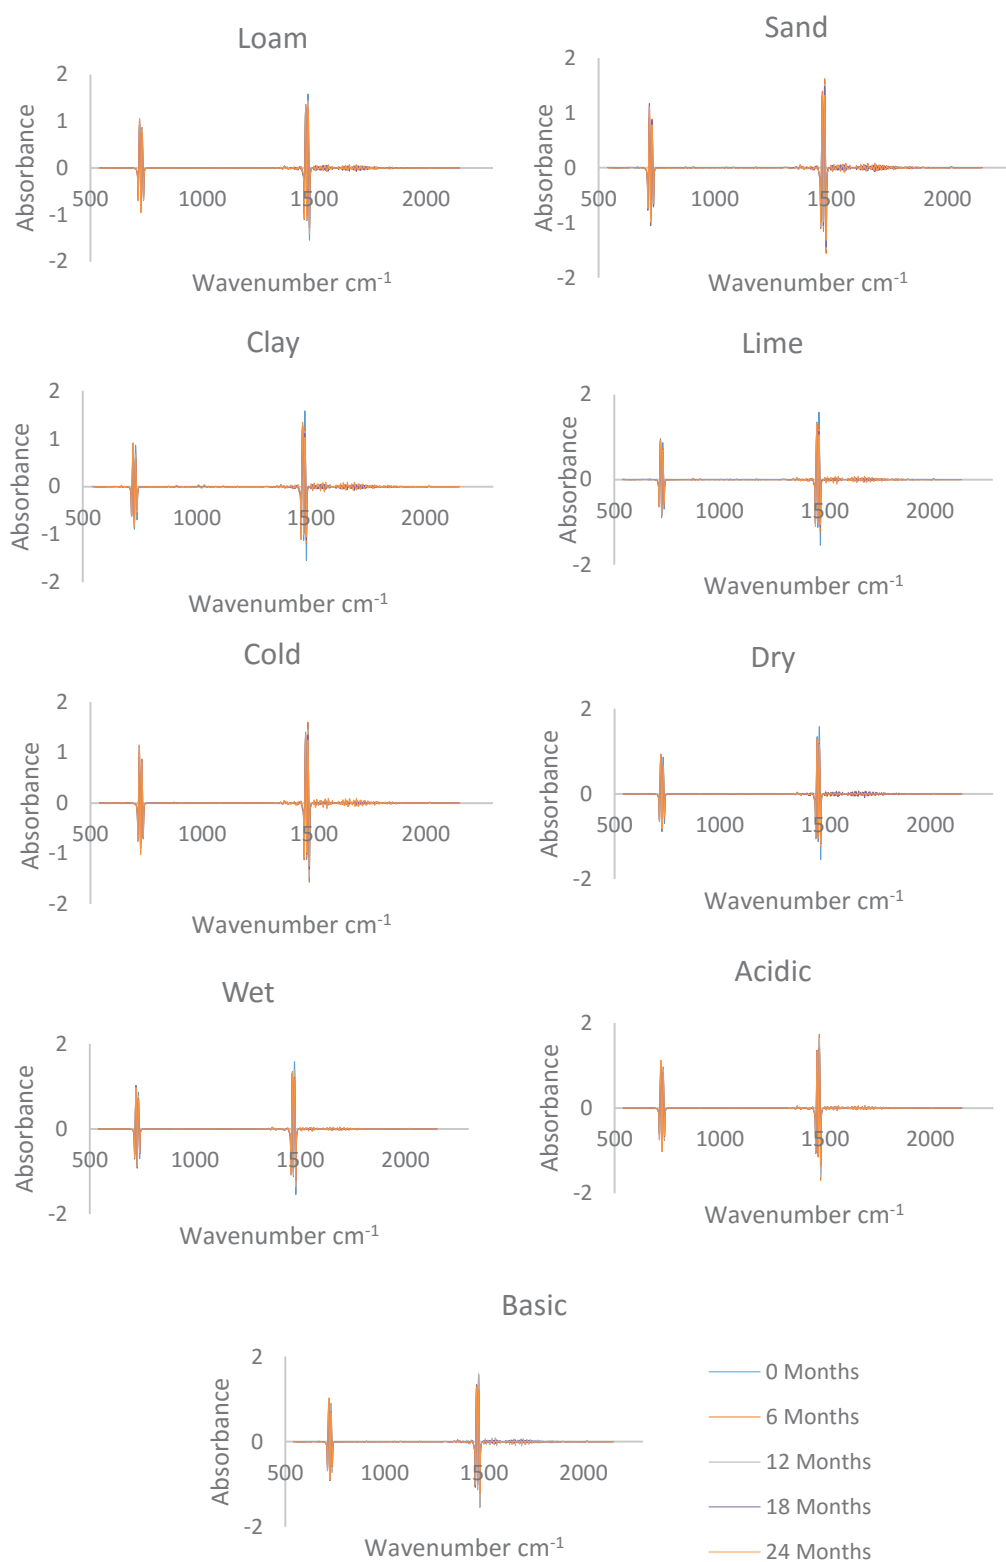 Loam
2
1
0
-1
-2
500
1000
1500
2000
Absorbance
Wavenumber cm-1
Sand
2
1
0
-1
-2
500
1000
1500
2000
Absorbance
Wavenumber cm-1
Clay
2
1
0
-1
-2
500
1000
1500
2000
Absorbance
Wavenumber cm-1
Lime
2
0
-2
500
1000
1500
2000
Absorbance
Wavenumber cm-1
Cold
2
1
0
-1
-2
500
1000
1500
2000
Absorbance
Wavenumber cm-1
Dry
2
0
-2
500
1000
1500
2000
Absorbance
Wavenumber cm-1
Wet
2
0
-2
500
1000
1500
2000
Absorbance
Wavenumber cm-1
Acidic
2
0
-2
500
1000
1500
2000
Absorbance
Wavenumber cm-1
Basic
2
0
-2
500
1000
1500
2000
Absorbance
Wavenumber cm-1
0 Months
6 Months
12 Months
18 Months
24 Months